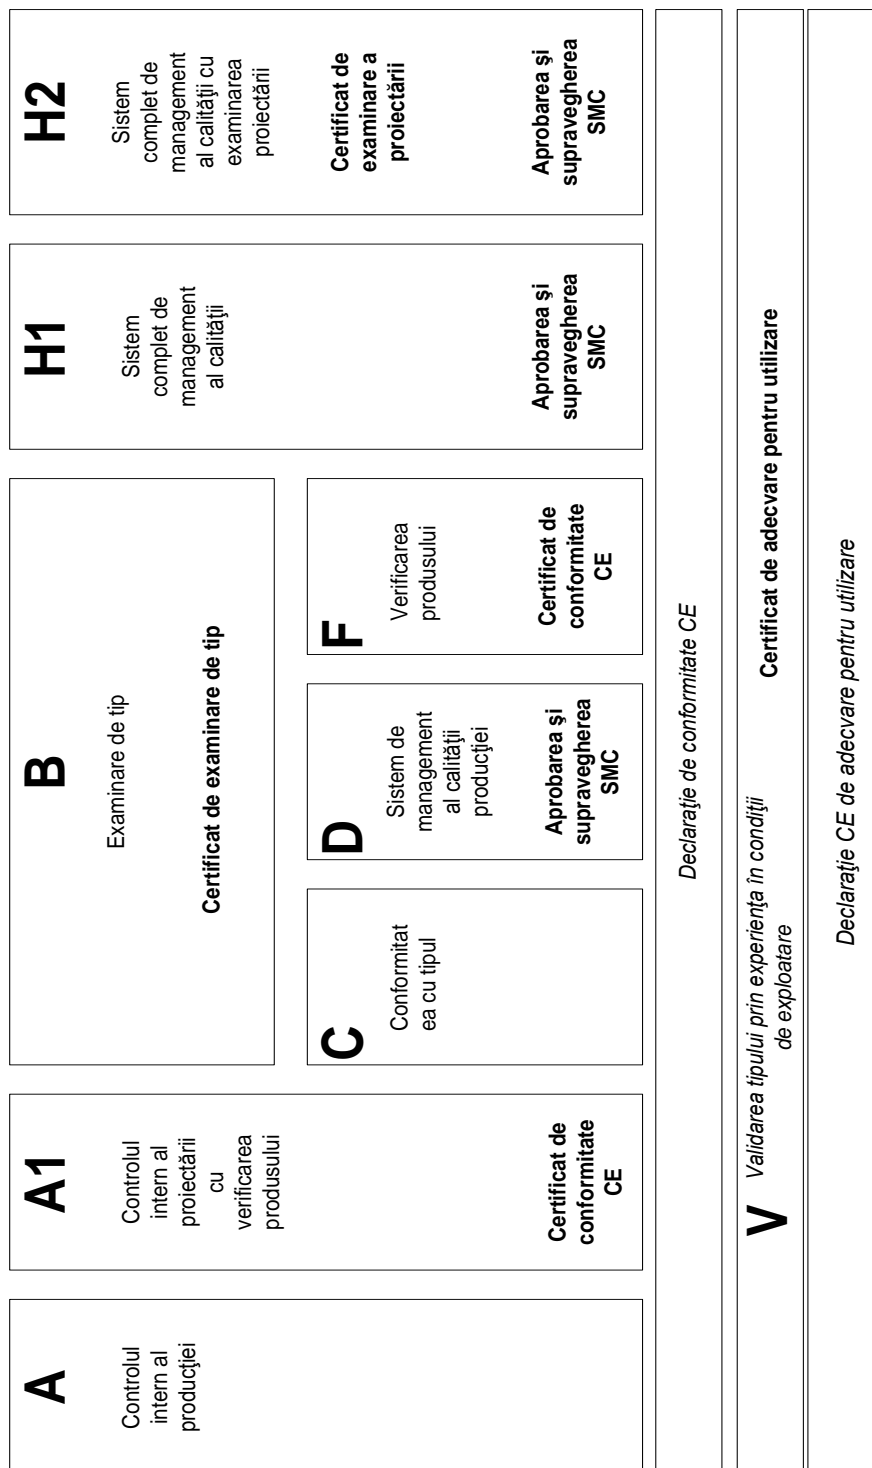 A
Controlul
intern al
producţiei
A1
Controlul
intern al
proiectării
cu
verificarea
produsului
Certificat de
conformitate
CE
B
Examinare de tip
Certificat de examinare de tip
C
Conformitat
ea cu tipul
D
Sistem de
management
al calităţii
producţiei
Aprobarea şi
supravegherea
SMC
F
Verificarea
produsului
Certificat de
conformitate
CE
H1
Sistem
complet de
management
al calităţii
Aprobarea şi
supravegherea
SMC
H2
Sistem
complet de
management
al calităţii cu
examinarea
proiectării
Certificat de
examinare a
proiectării
Aprobarea şi
supravegherea
SMC
Declaraţie de conformitate CE
V
Validarea tipului prin experienţa în condiţii
de exploatare
Certificat de adecvare pentru utilizare
Declaraţie CE de adecvare pentru utilizare